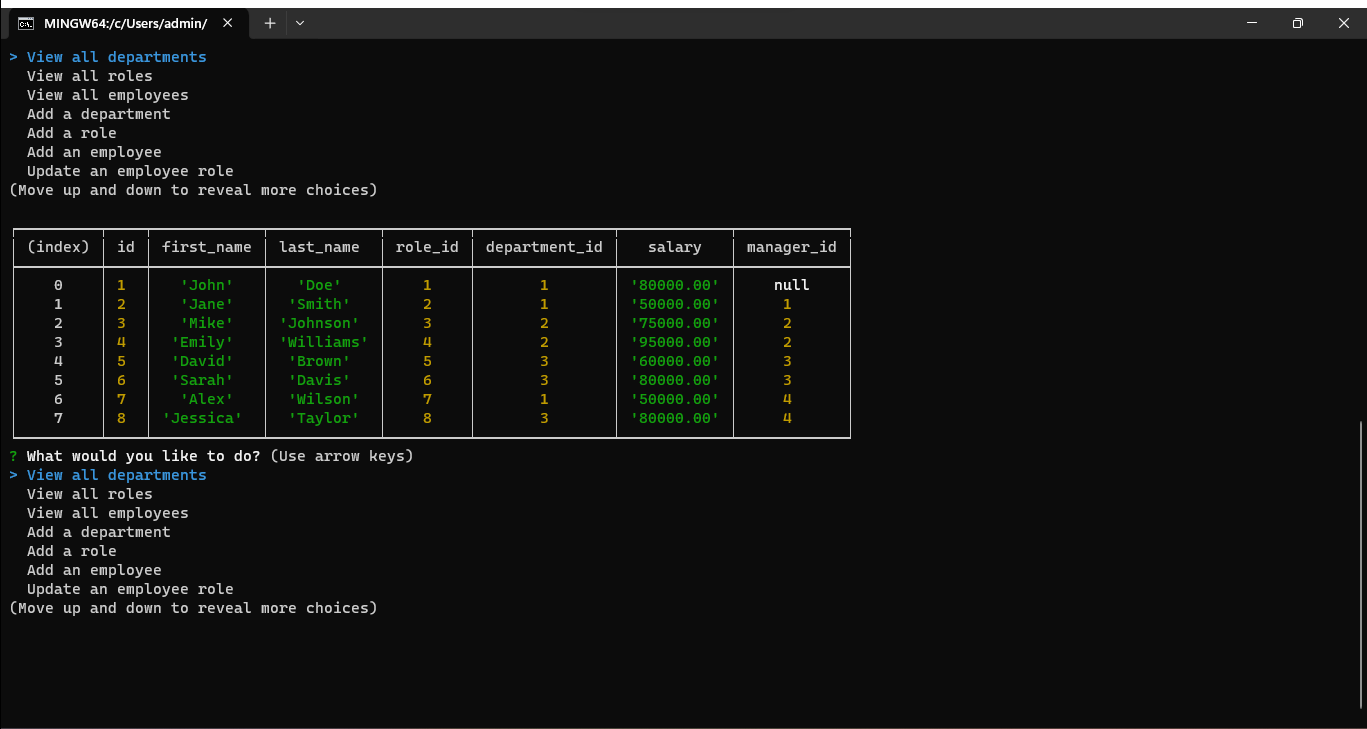 MINGW64:/c/Users/admin/
> View all departments
View all roles
View all employees
Add a department
Add a role
Add an employee
Update an employee role
(Move up and down to reveal more choices)
(index) id first_name last_name role_id department_id salary manager_id
0 1 'John' 'Doe' 1 1 '80000.00' null
1 2 'Jane' 'Smith' 2 1 '50000.00' 1
2 3 'Mike' 'Johnson' 3 2 '75000.00' 2
3 4 'Emily' 'Williams' 4 2 '95000.00' 2
4 5 'David' 'Brown' 5 3 '60000.00' 3
5 6 'Sarah' 'Davis' 6 3 '80000.00' 3
6 7 'Alex' 'Wilson' 7 1 '50000.00' 4
7 8 'Jessica' 'Taylor' 8 3 '80000.00' 4
? What would you like to do? (Use arrow keys)
> View all departments
View all roles
View all employees
Add a department
Add a role
Add an employee
Update an employee role
(Move up and down to reveal more choices)